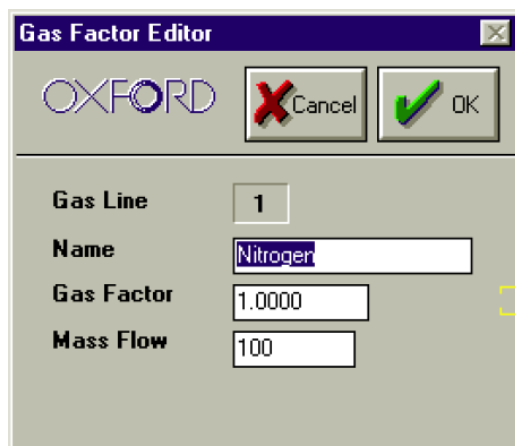 Gas Factor Editor
OXFORD
Cancel
OK
Gas Line 1
Name Nitrogen
Gas Factor 1.0000
Mass Flow 100